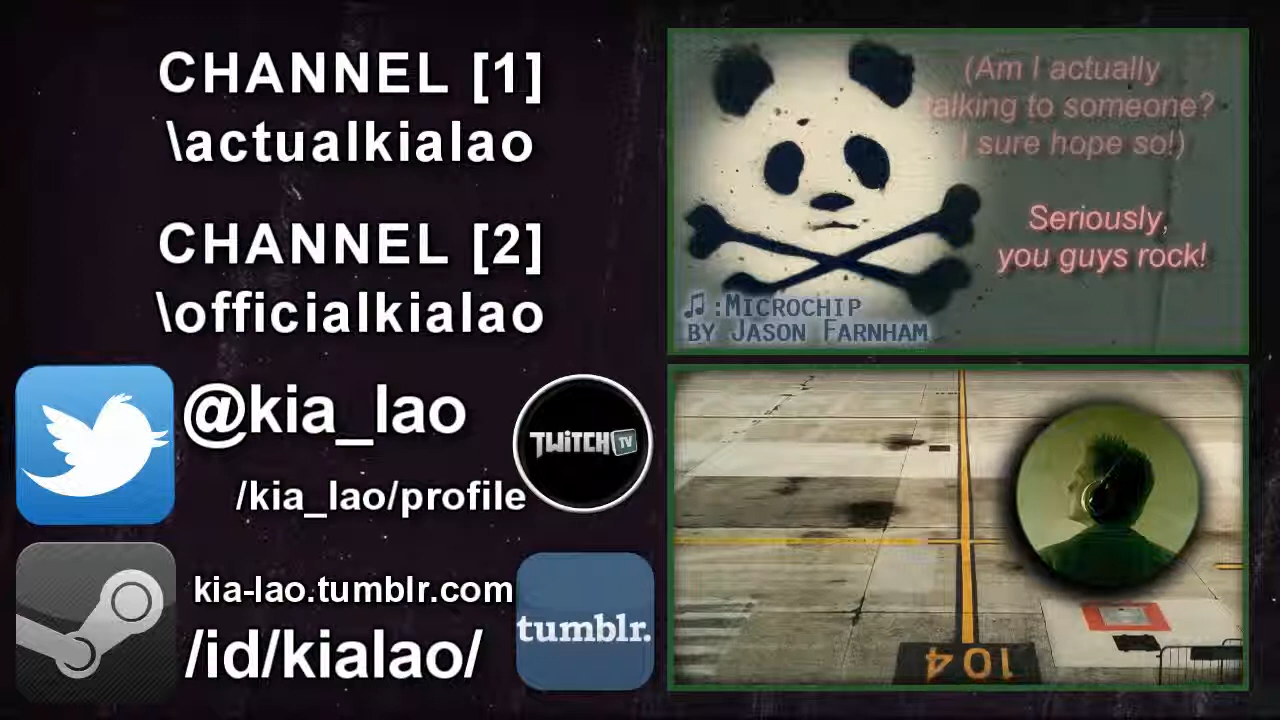 CHANNEL [1]
\actualkialao
CHANNEL [2]
\officialkialao
@kia_lao
TWiTCH TV
/kia_lao/profile
kia-lao.tumblr.com
tumblr.
/id/kialao/
(Am I actually
talking to someone?
I sure hope so!)
Seriously,
you guys rock!
♫:MICROCHIP
BY JASON FARNHAM
104